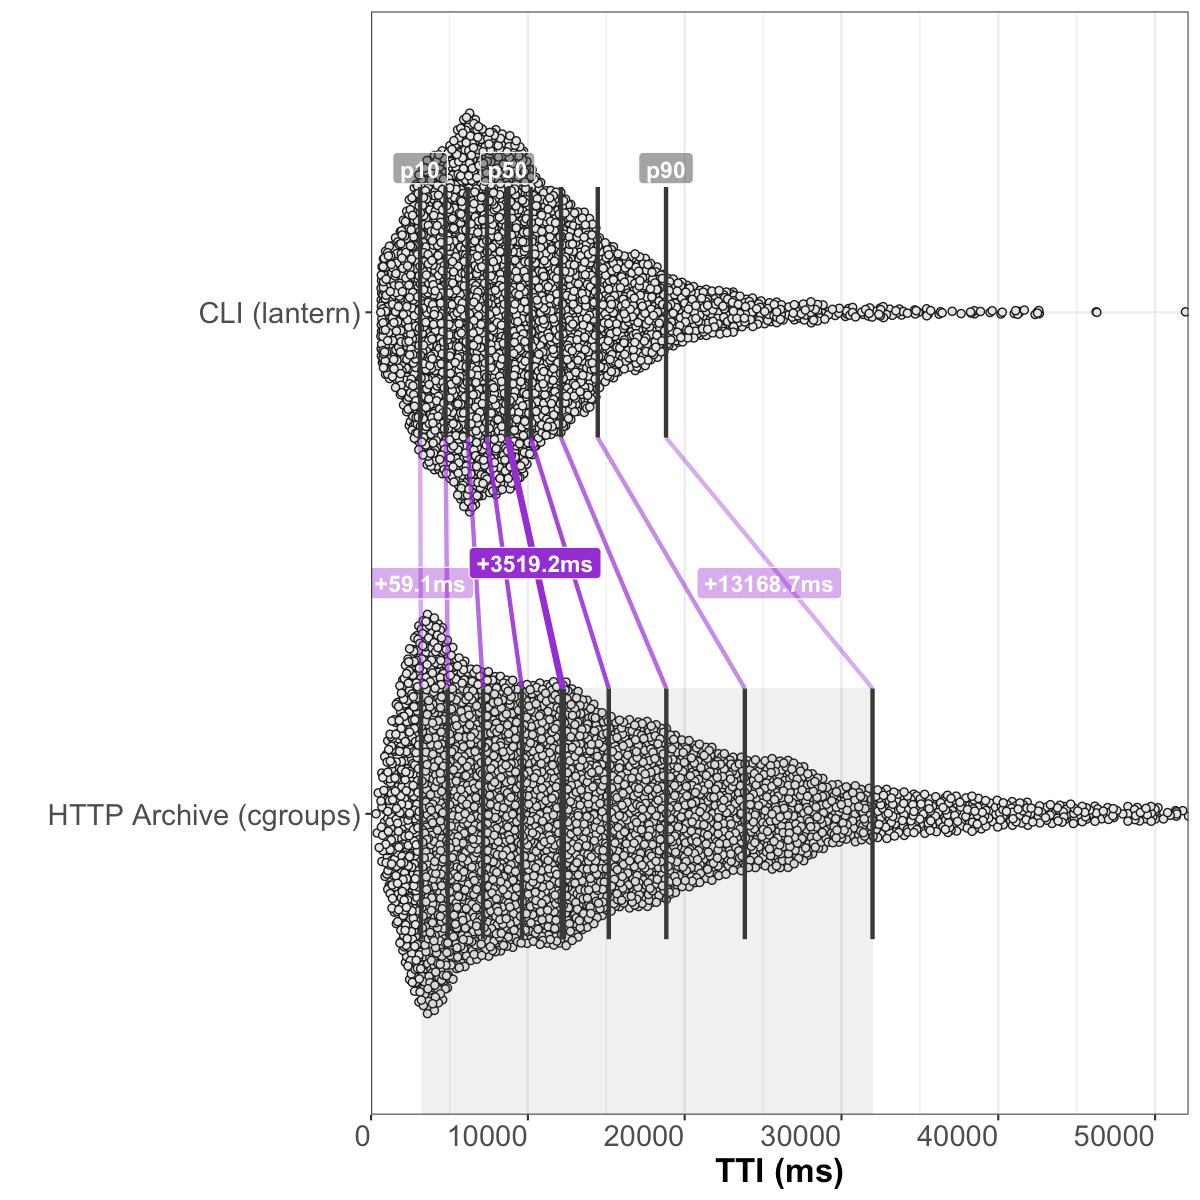 p10 p50 p90
CLI (lantern)
+3519.2ms
+59.1ms +13168.7ms
HTTP Archive (cgroups)
0 10000 20000 30000 40000 50000
TTI (ms)